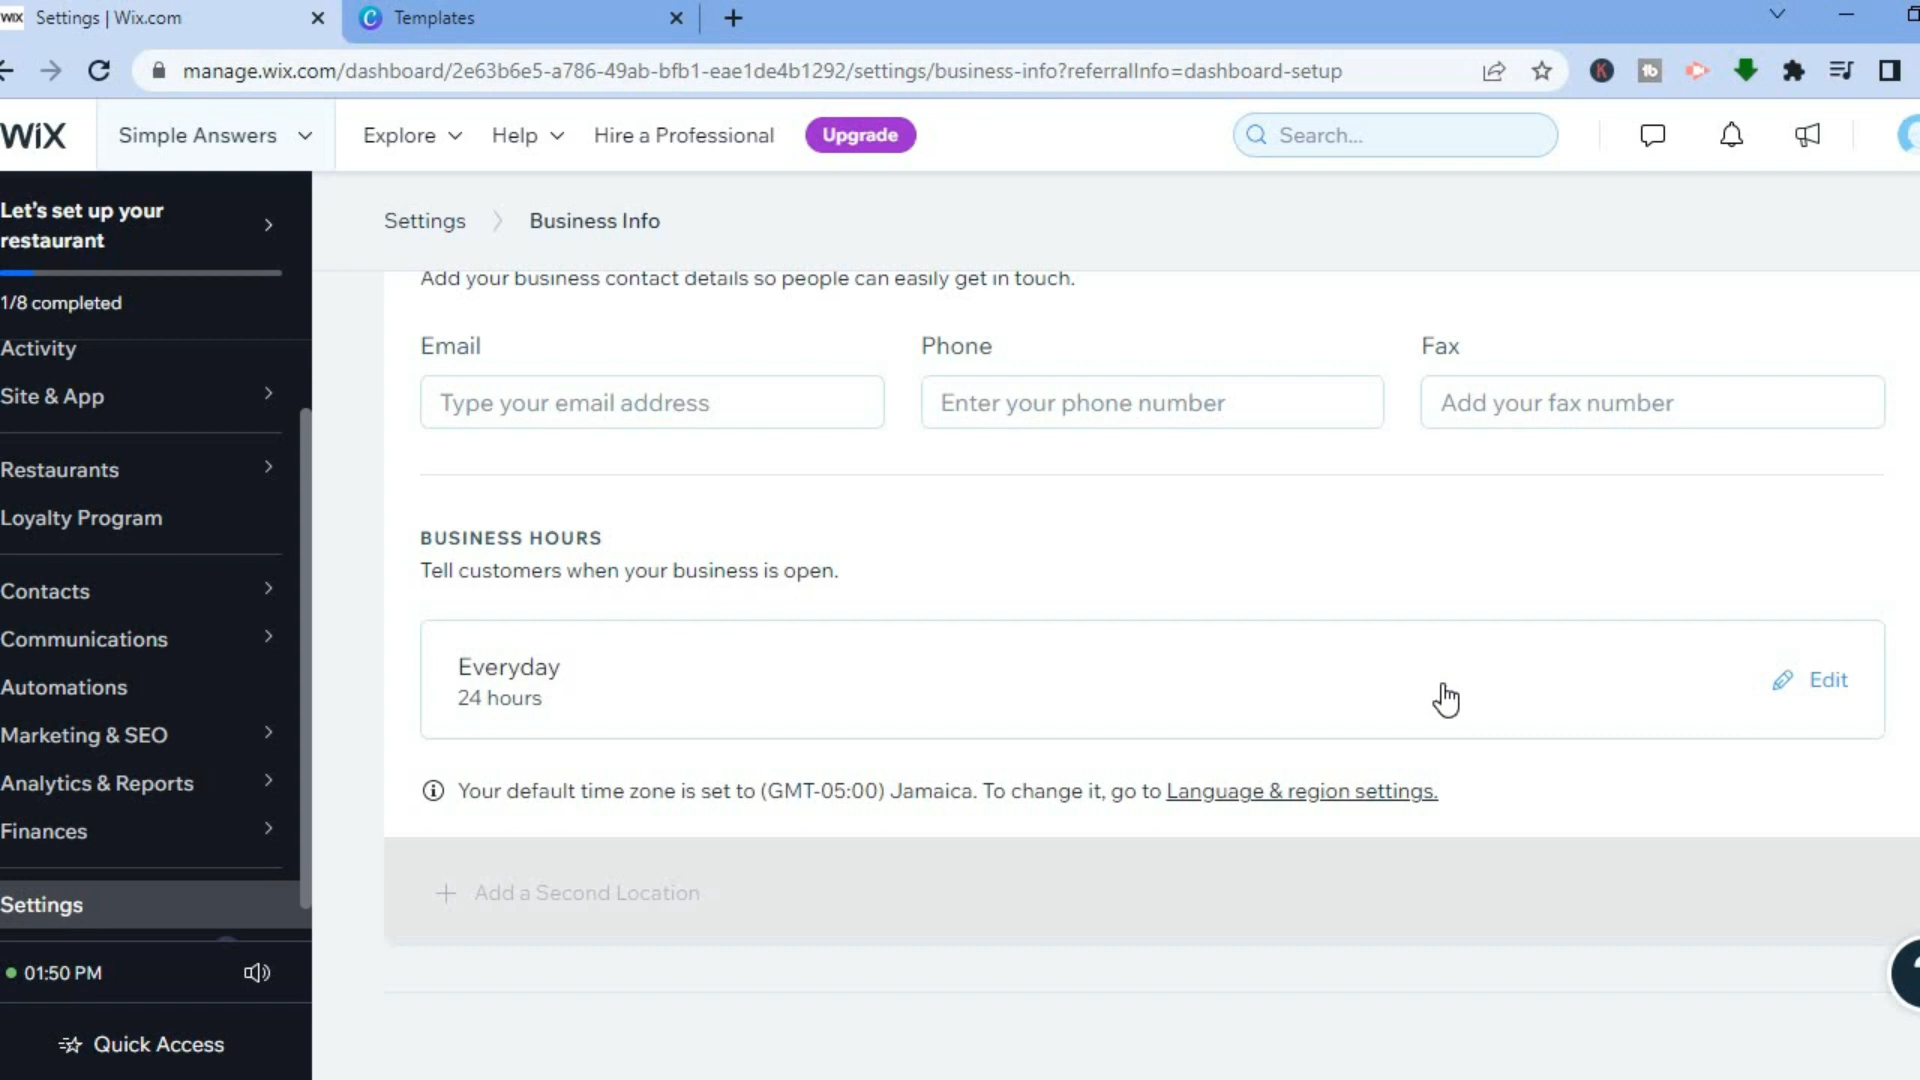 WiX Settings | Wix.com
Templates
manage.wix.com/dashboard/2e63b6e5-a786-49ab-bfb1-eae1de4b1292/settings/business-info?referralInfo=dashboard-setup
K
tb
WiX
Simple Answers
Explore
Help
Hire a Professional
Upgrade
Search...
Let's set up your
restaurant
1/8 completed
Activity
Site & App
Restaurants
Loyalty Program
Contacts
Communications
Automations
Marketing & SEO
Analytics & Reports
Finances
Settings
01:50 PM
Quick Access
Settings
Business Info
Add your business contact details so people can easily get in touch.
Email
Phone
Fax
Type your email address
Enter your phone number
Add your fax number
BUSINESS HOURS
Tell customers when your business is open.
Everyday
24 hours
Edit
Your default time zone is set to (GMT-05:00) Jamaica. To change it, go to Language & region settings.
+ Add a Second Location